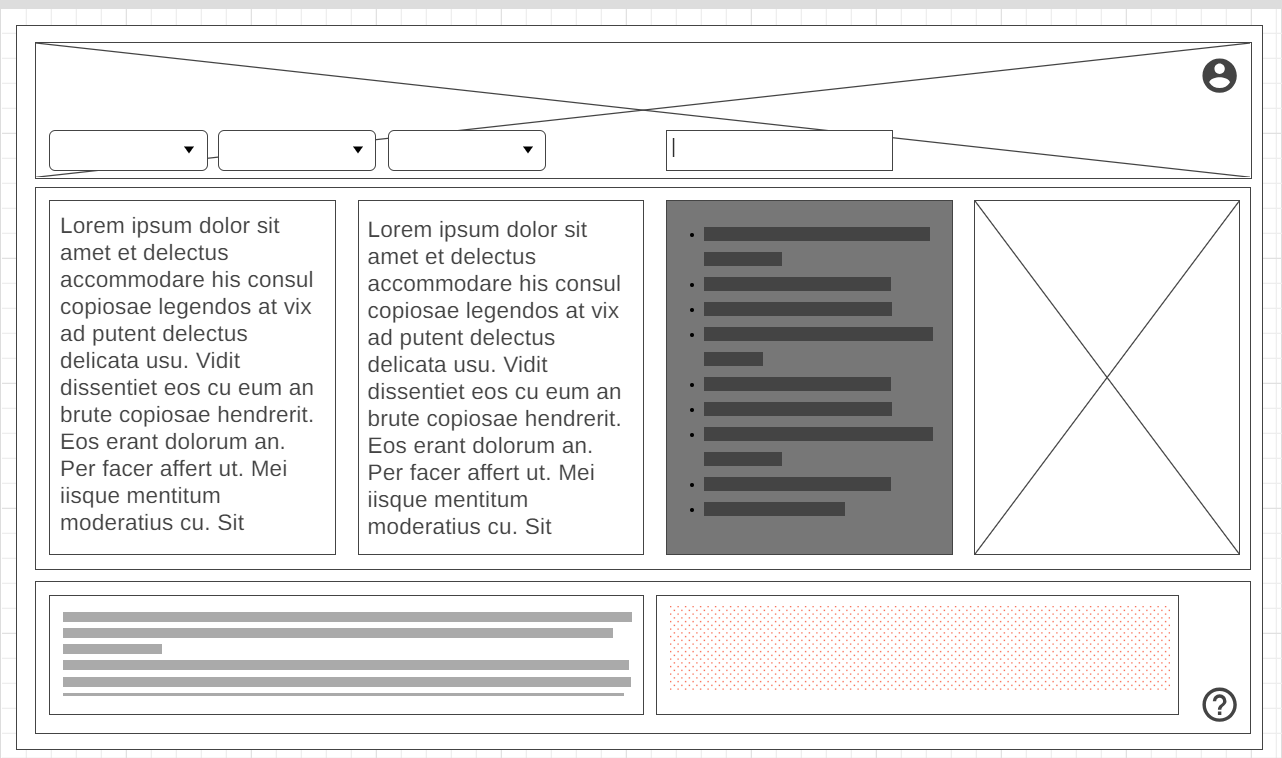 Lorem ipsum dolor sit
amet et delectus
accommodare his consul
copiosae legendos at vix
ad putent delectus
delicata usu. Vidit
dissentiet eos cu eum an
brute copiosae hendrerit.
Eos erant dolorum an.
Per facer affert ut. Mei
iisque mentitum
moderatius cu. Sit
Lorem ipsum dolor sit
amet et delectus
accommodare his consul
copiosae legendos at vix
ad putent delectus
delicata usu. Vidit
dissentiet eos cu eum an
brute copiosae hendrerit.
Eos erant dolorum an.
Per facer affert ut. Mei
iisque mentitum
moderatius cu. Sit
?